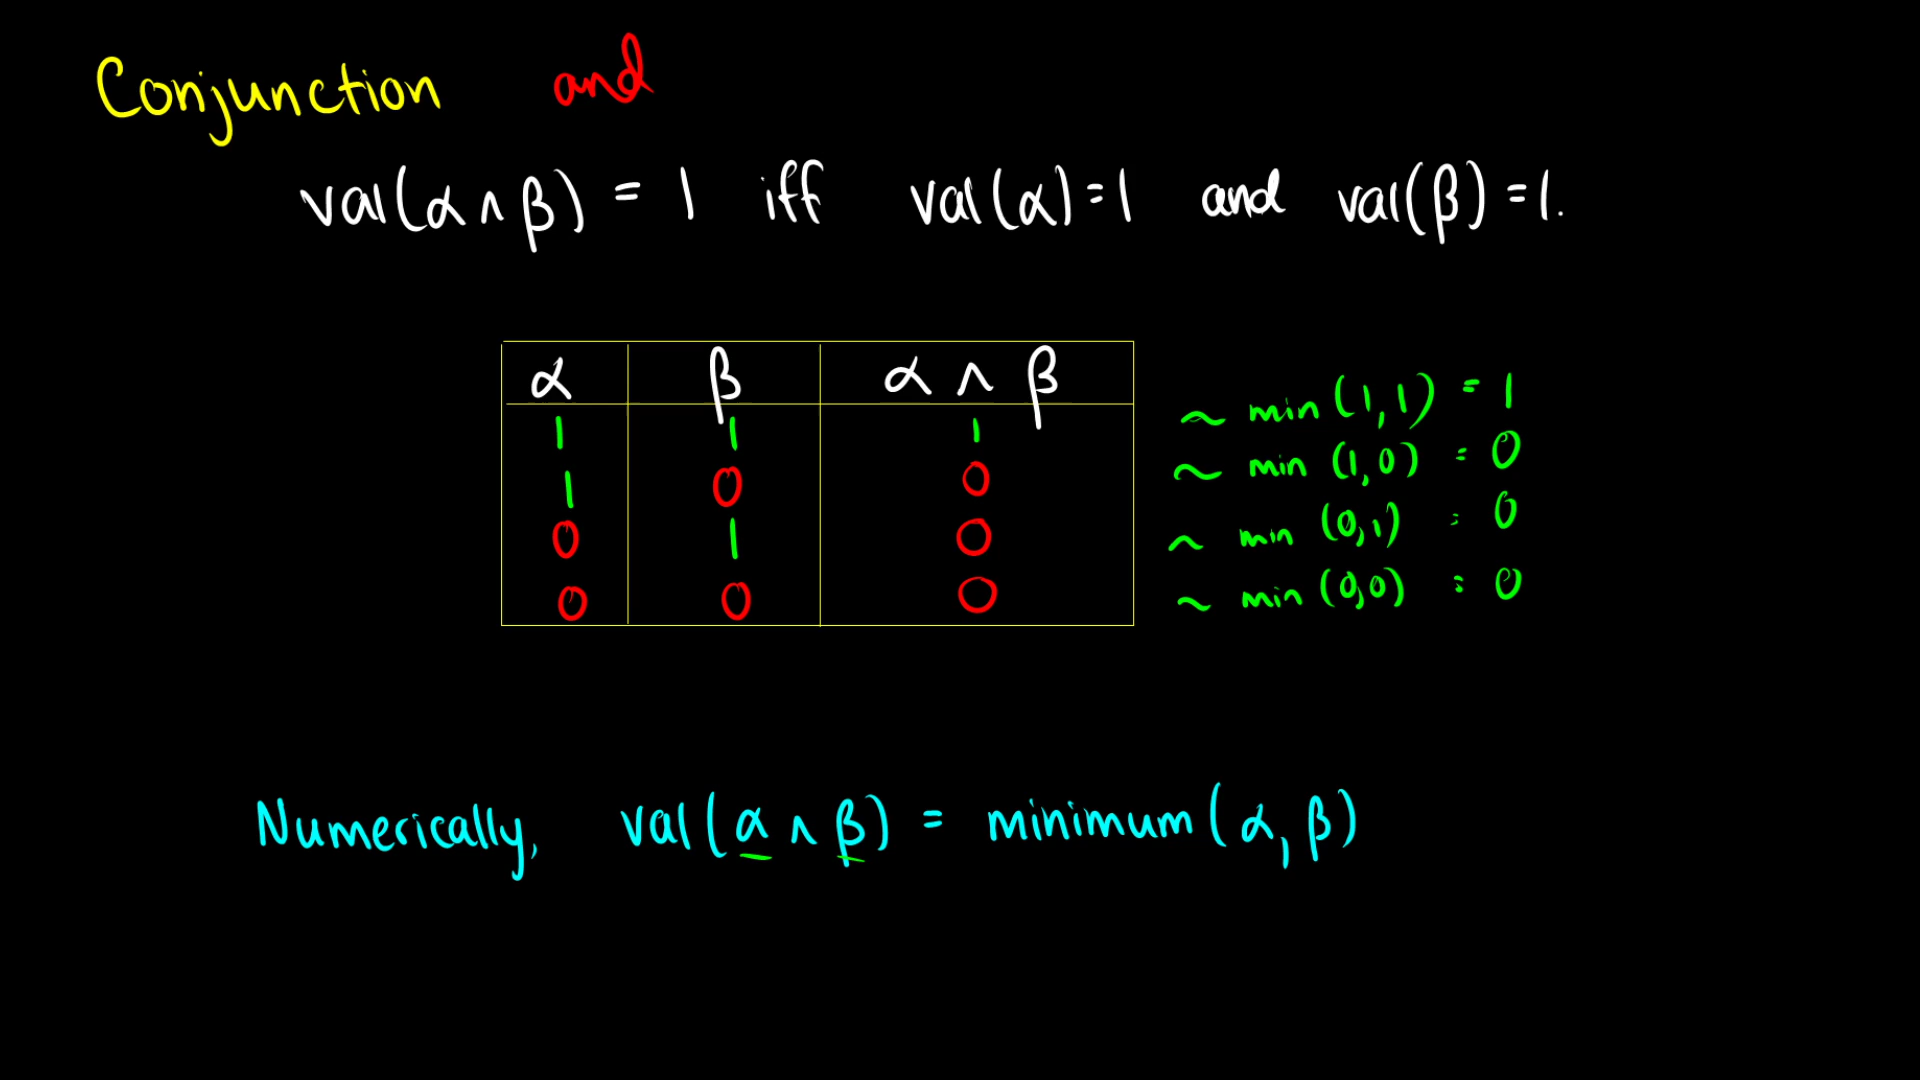 Conjunction and
val(α ∧ β) = 1 iff val(α)=1 and val(β)=1.
α β α ∧ β
1 1 1 ~ min (1,1) = 1
1 0 0 ~ min (1,0) = 0
0 1 0 ~ min (0,1) = 0
0 0 0 ~ min (0,0) = 0
Numerically, val(α ∧ β) = minimum(α, β)